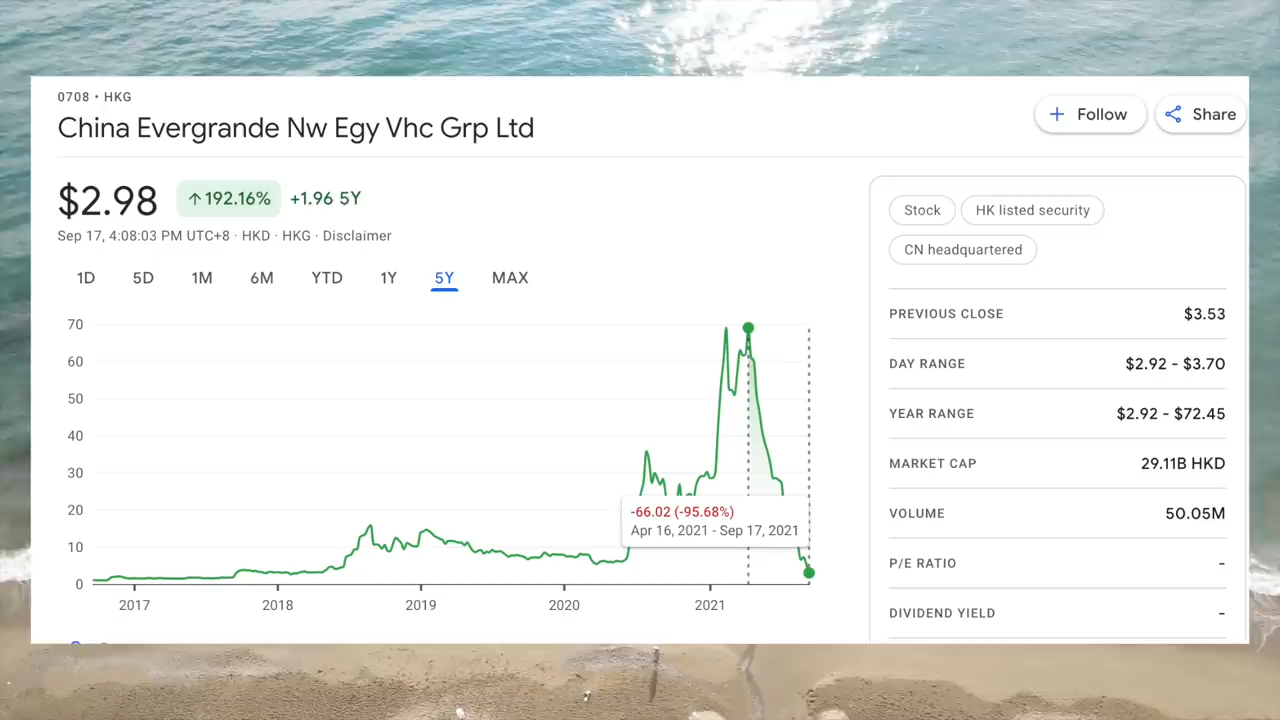 0708 • HKG
China Evergrande Nw Egy Vhc Grp Ltd
+ Follow
Share
$2.98
↑192.16%
+1.96 5Y
Sep 17, 4:08:03 PM UTC+8 · HKD · HKG · Disclaimer
1D 5D 1M 6M YTD 1Y 5Y MAX
70
60
50
40
30
20
10
0
-66.02 (-95.68%)
Apr 16, 2021 - Sep 17, 2021
2017 2018 2019 2020 2021
Stock
HK listed security
CN headquartered
PREVIOUS CLOSE $3.53
DAY RANGE $2.92 - $3.70
YEAR RANGE $2.92 - $72.45
MARKET CAP 29.11B HKD
VOLUME 50.05M
P/E RATIO -
DIVIDEND YIELD -